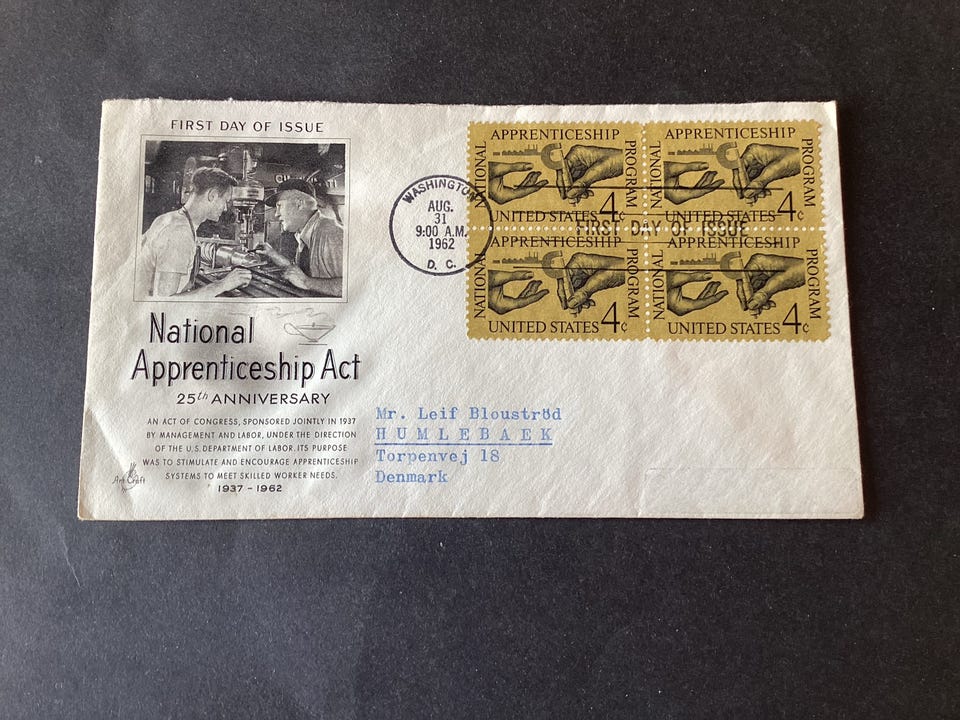 FIRST DAY OF ISSUE
National
Apprenticeship Act
25th ANNIVERSARY
AN ACT OF CONGRESS, SPONSORED JOINTLY IN 1937
BY MANAGEMENT AND LABOR, UNDER THE DIRECTION
OF THE U.S. DEPARTMENT OF LABOR. ITS PURPOSE
WAS TO STIMULATE AND ENCOURAGE APPRENTICESHIP
SYSTEMS TO MEET SKILLED WORKER NEEDS.
1937 - 1962
Art Craft
WASHINGTON
AUG.
31
9:00 A.M.
1962
D. C.
NATIONAL
APPRENTICESHIP
PROGRAM
UNITED STATES 4¢
NATIONAL
APPRENTICESHIP
PROGRAM
UNITED STATES 4¢
FIRST DAY OF ISSUE
NATIONAL
APPRENTICESHIP
PROGRAM
UNITED STATES 4¢
NATIONAL
APPRENTICESHIP
PROGRAM
UNITED STATES 4¢
Mr. Leif Bloustrød
HUMLEBAEK
Torpenvej 18
Denmark